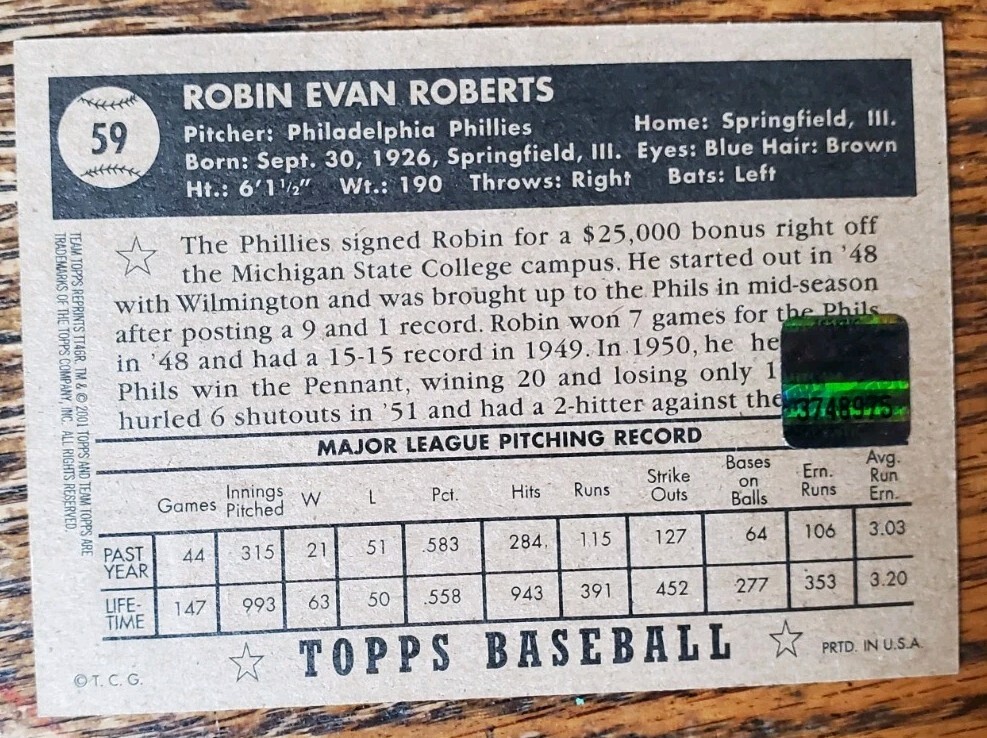 59
ROBIN EVAN ROBERTS
Pitcher: Philadelphia Phillies Home: Springfield, Ill.
Born: Sept. 30, 1926, Springfield, Ill. Eyes: Blue Hair: Brown
Ht.: 6'1½" Wt.: 190 Throws: Right Bats: Left
The Phillies signed Robin for a $25,000 bonus right off
the Michigan State College campus. He started out in '48
with Wilmington and was brought up to the Phils in mid-season
after posting a 9 and 1 record. Robin won 7 games for the Phils
in '48 and had a 15-15 record in 1949. In 1950, he he
Phils win the Pennant, wining 20 and losing only 1
hurled 6 shutouts in '51 and had a 2-hitter against the
3748975
MAJOR LEAGUE PITCHING RECORD
Games Innings Pitched W L Pct. Hits Runs Strike Outs Bases on Balls Ern. Runs Avg. Run Ern.
PAST YEAR 44 315 21 51 .583 284 115 127 64 106 3.03
LIFE-TIME 147 993 63 50 .558 943 391 452 277 353 3.20
TOPPS BASEBALL
© T. C. G.
PRTD. IN U.S.A.
TEAM TOPPS REPRINTS TT46R. TM & © 2001 TOPPS AND TEAM TOPPS ARE
TRADEMARKS OF THE TOPPS COMPANY, INC. ALL RIGHTS RESERVED.